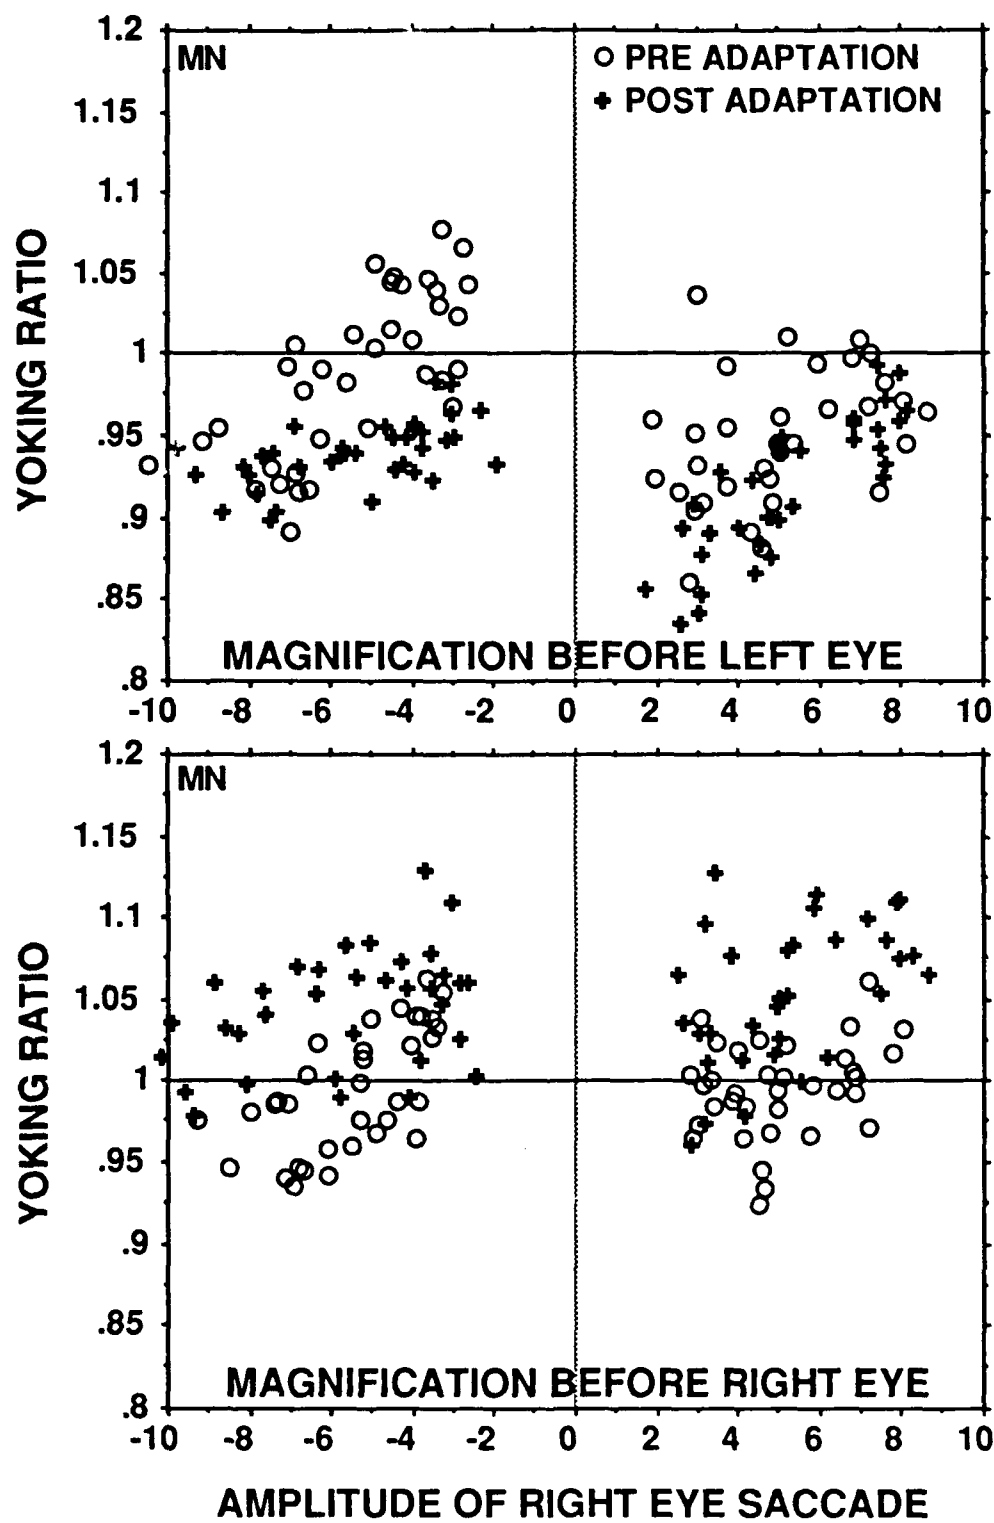 1.2
MN
PRE ADAPTATION
POST ADAPTATION
1.15
1.1
1.05
1
.95
.9
.85
.8
YOKING RATIO
MAGNIFICATION BEFORE LEFT EYE
-10 -8 -6 -4 -2 0 2 4 6 8 10
1.2
MN
1.15
1.1
1.05
1
.95
.9
.85
.8
YOKING RATIO
MAGNIFICATION BEFORE RIGHT EYE
-10 -8 -6 -4 -2 0 2 4 6 8 10
AMPLITUDE OF RIGHT EYE SACCADE